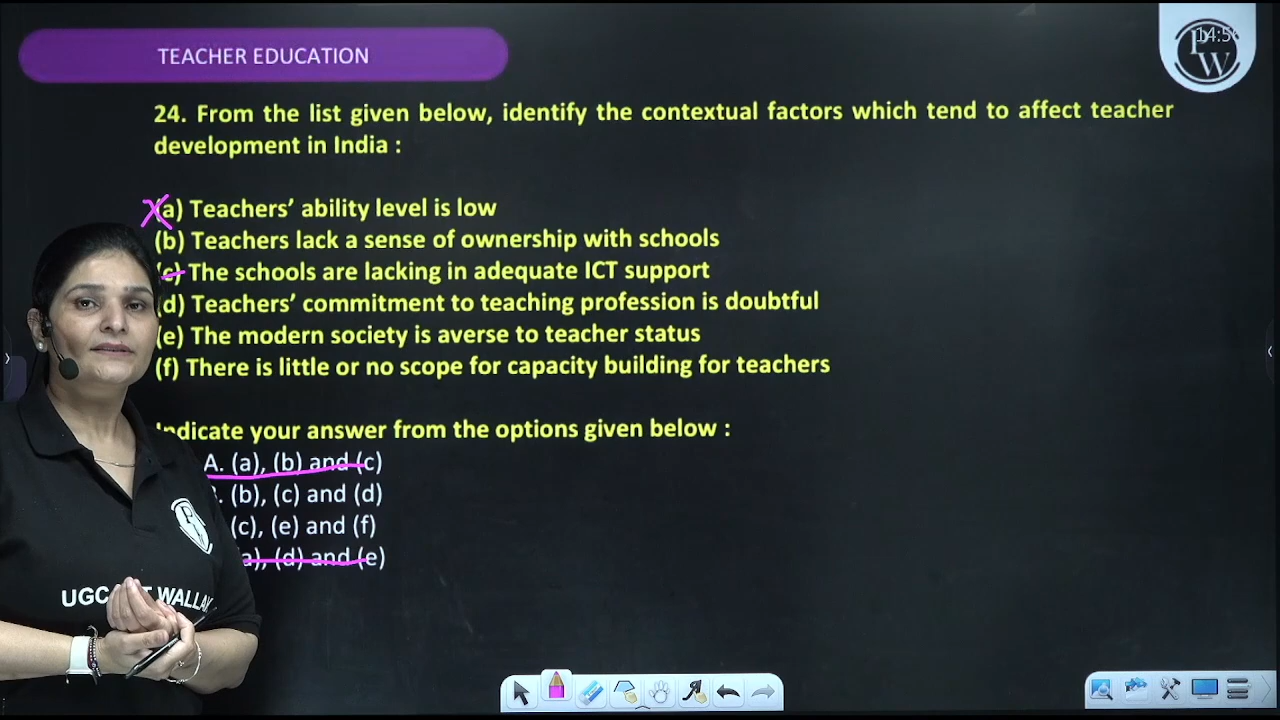 TEACHER EDUCATION
24. From the list given below, identify the contextual factors which tend to affect teacher
development in India :
(a) Teachers' ability level is low
(b) Teachers lack a sense of ownership with schools
(c) The schools are lacking in adequate ICT support
(d) Teachers' commitment to teaching profession is doubtful
(e) The modern society is averse to teacher status
(f) There is little or no scope for capacity building for teachers
Indicate your answer from the options given below :
A. (a), (b) and (c)
(b), (c) and (d)
(c), (e) and (f)
(a), (d) and (e)
PW
UGC WALLAH